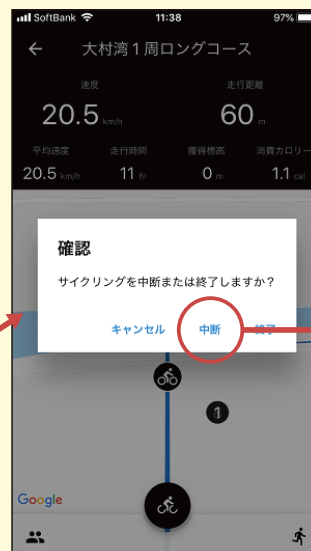 SoftBank 11:38 97%
大村湾1周ロングコース
速度 走行距離
20.5 km/h 60 m
平均速度 走行時間 獲得標高 消費カロリー
20.5 km/h 11 秒 0 m 1.1 cal
確認
サイクリングを中断または終了しますか?
キャンセル 中断 終了
1
Google